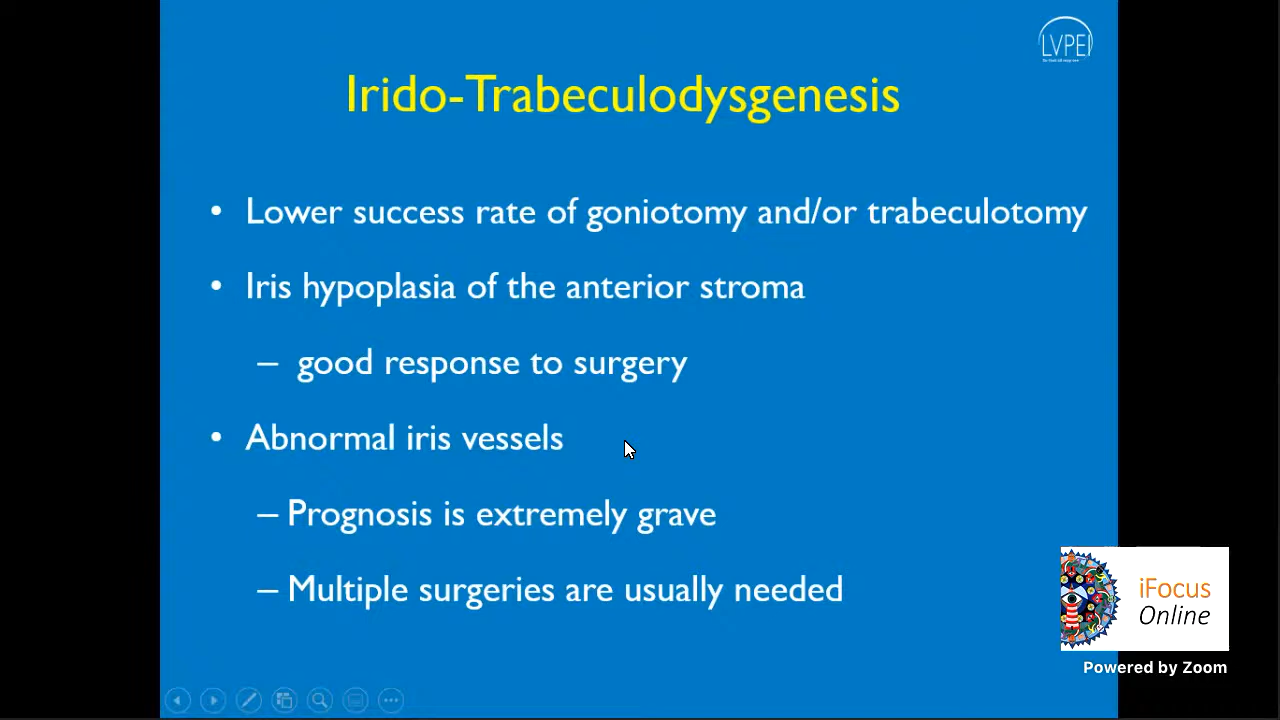 LVPEI
Irido-Trabeculodysgenesis
• Lower success rate of goniotomy and/or trabeculotomy
• Iris hypoplasia of the anterior stroma
– good response to surgery
• Abnormal iris vessels
– Prognosis is extremely grave
– Multiple surgeries are usually needed
iFocus
Online
Powered by Zoom